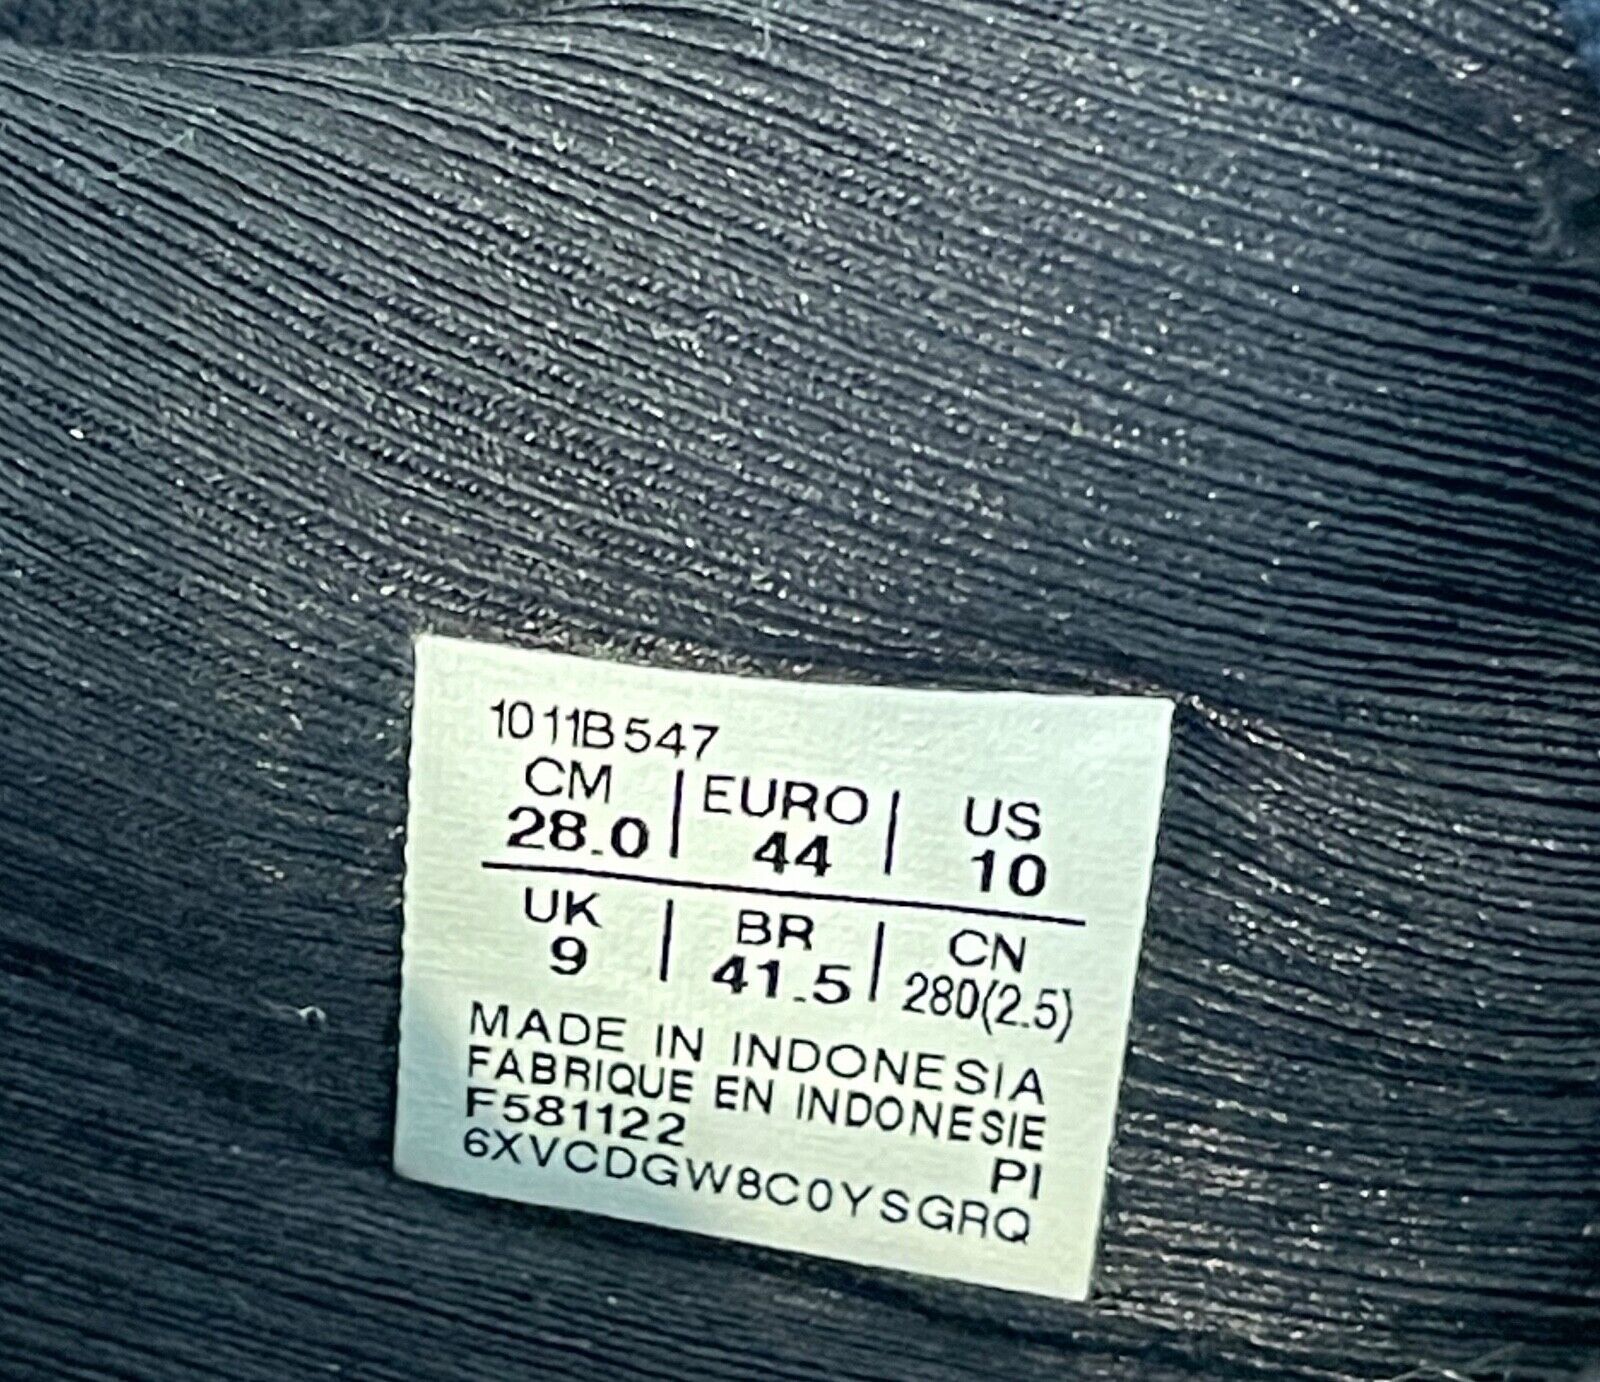 1011B547
CM | EURO | US
28.0 | 44 | 10
UK | BR | CN
9 | 41.5 | 280(2.5)
MADE IN INDONESIA
FABRIQUE EN INDONESIE
F581122 PI
6XVCDGW8C0YSGRQ